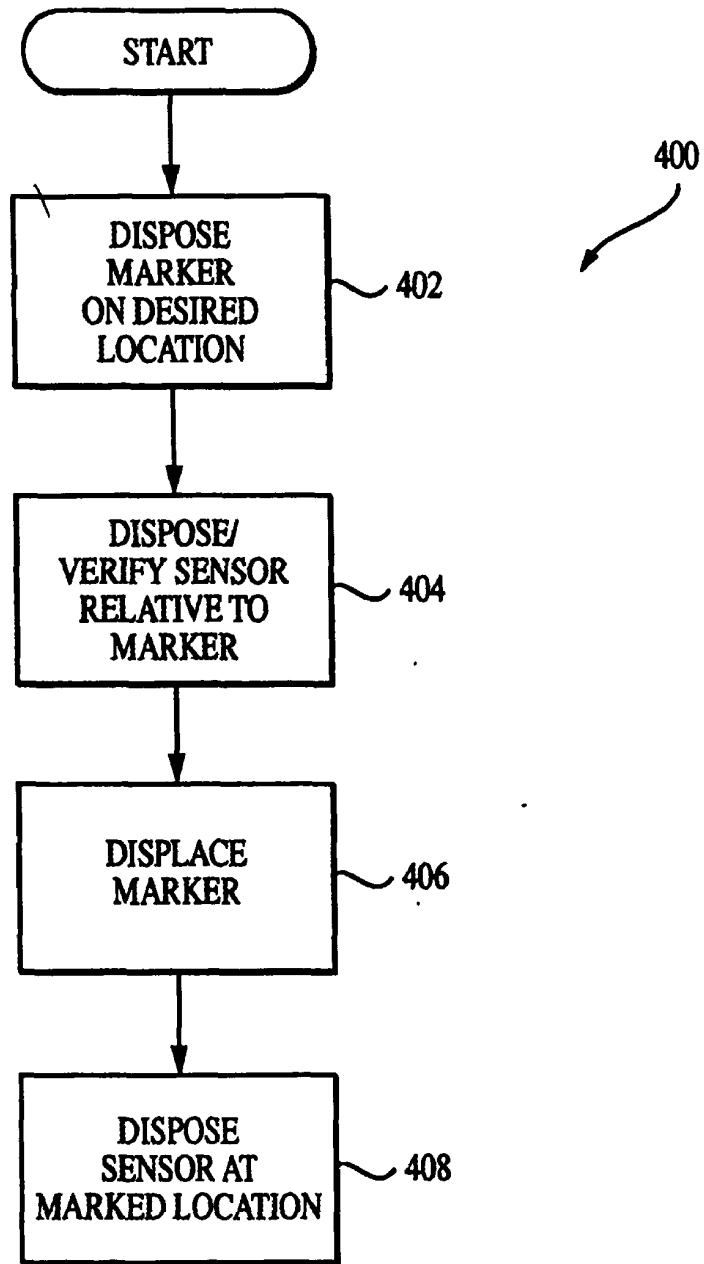 START
400
DISPOSE
MARKER
ON DESIRED
LOCATION
402
DISPOSE/
VERIFY SENSOR
RELATIVE TO
MARKER
404
DISPLACE
MARKER
406
DISPOSE
SENSOR AT
MARKED LOCATION
408